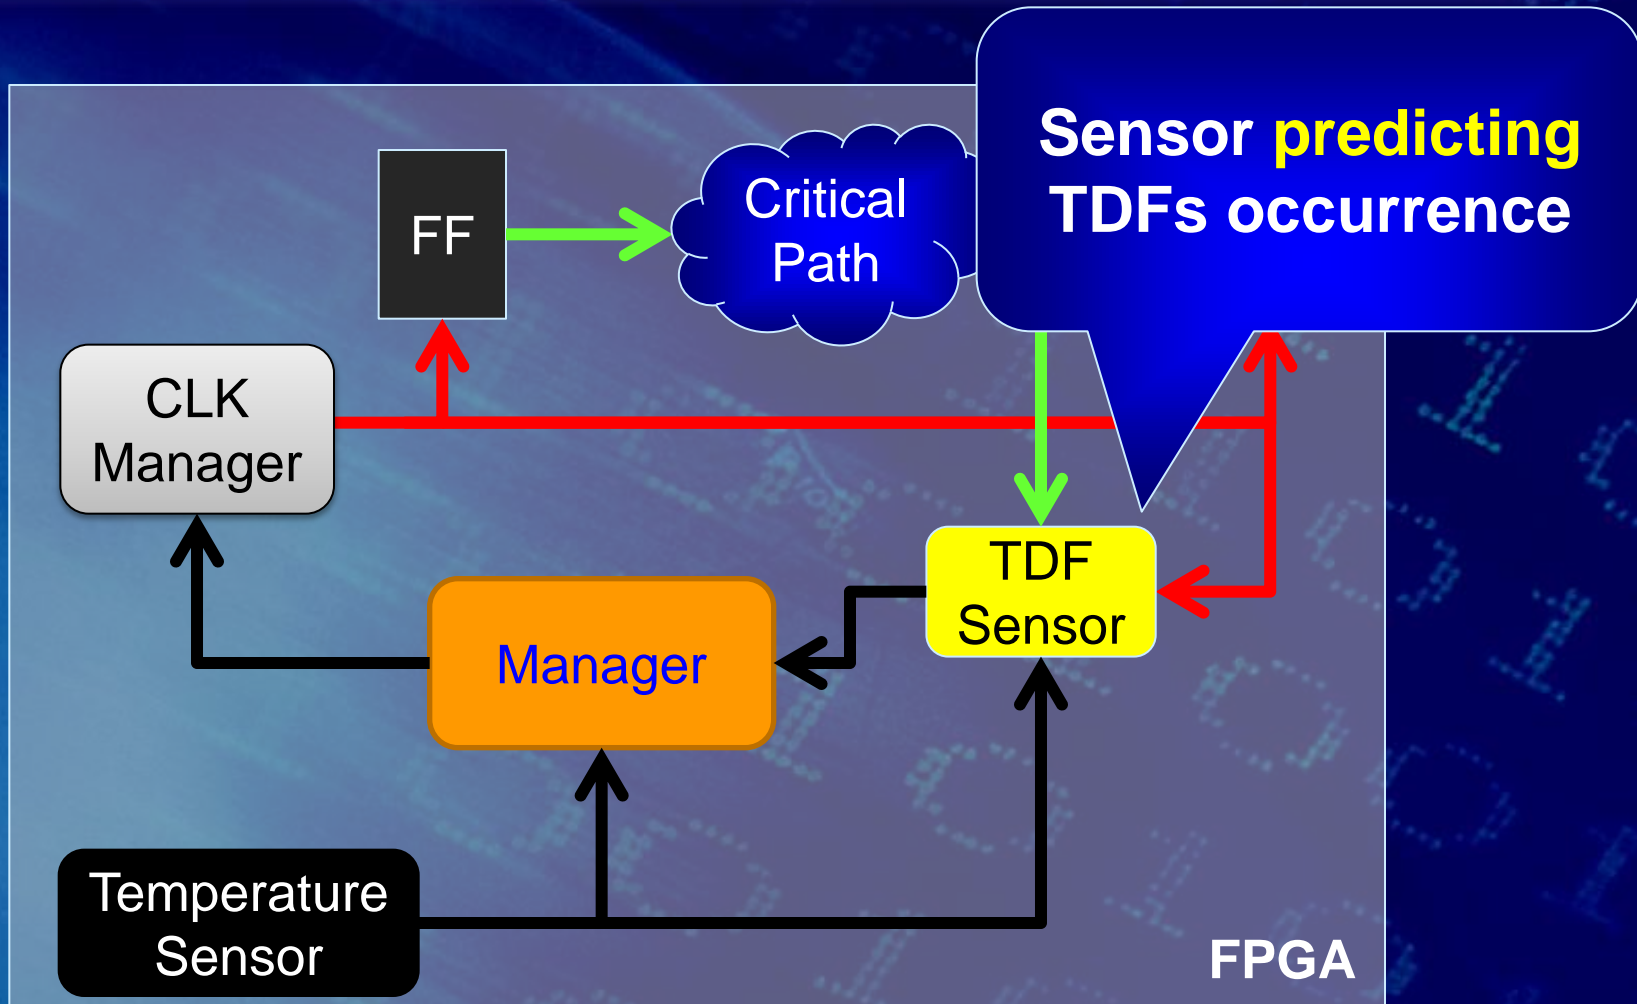 Sensor predicting
TDFs occurrence
FF
Critical
Path
CLK
Manager
TDF
Sensor
Manager
Temperature
Sensor
FPGA